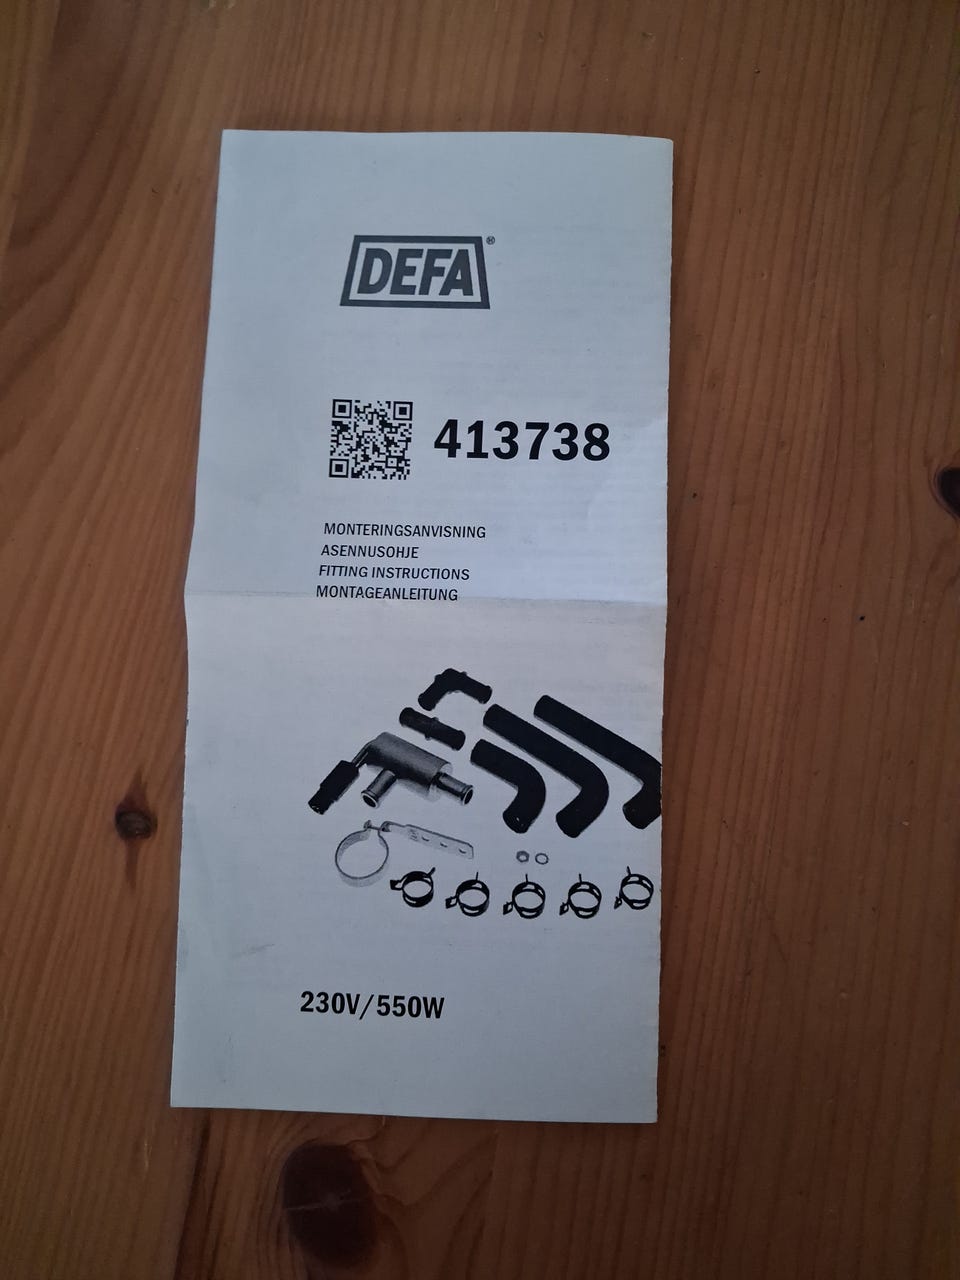 DEFA®
413738
MONTERINGSANVISNING
ASENNUSOHJE
FITTING INSTRUCTIONS
MONTAGEANLEITUNG
230V/550W